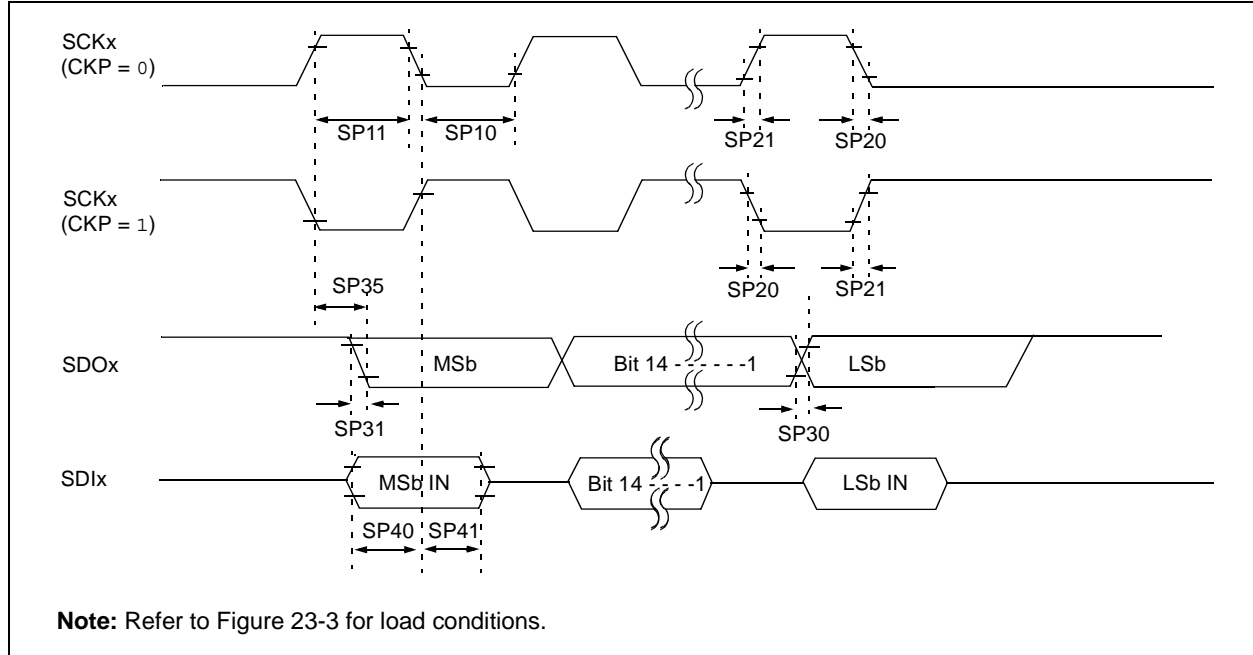 SCKx
(CKP = 0)
SP11
SP10
SP21
SP20
SCKx
(CKP = 1)
SP35
SP20
SP21
SDOx
MSb
Bit 14 - - - - - -1
LSb
SP31
SP30
SDIx
MSb IN
Bit 14 - - - - -1
LSb IN
SP40
SP41
Note: Refer to Figure 23-3 for load conditions.